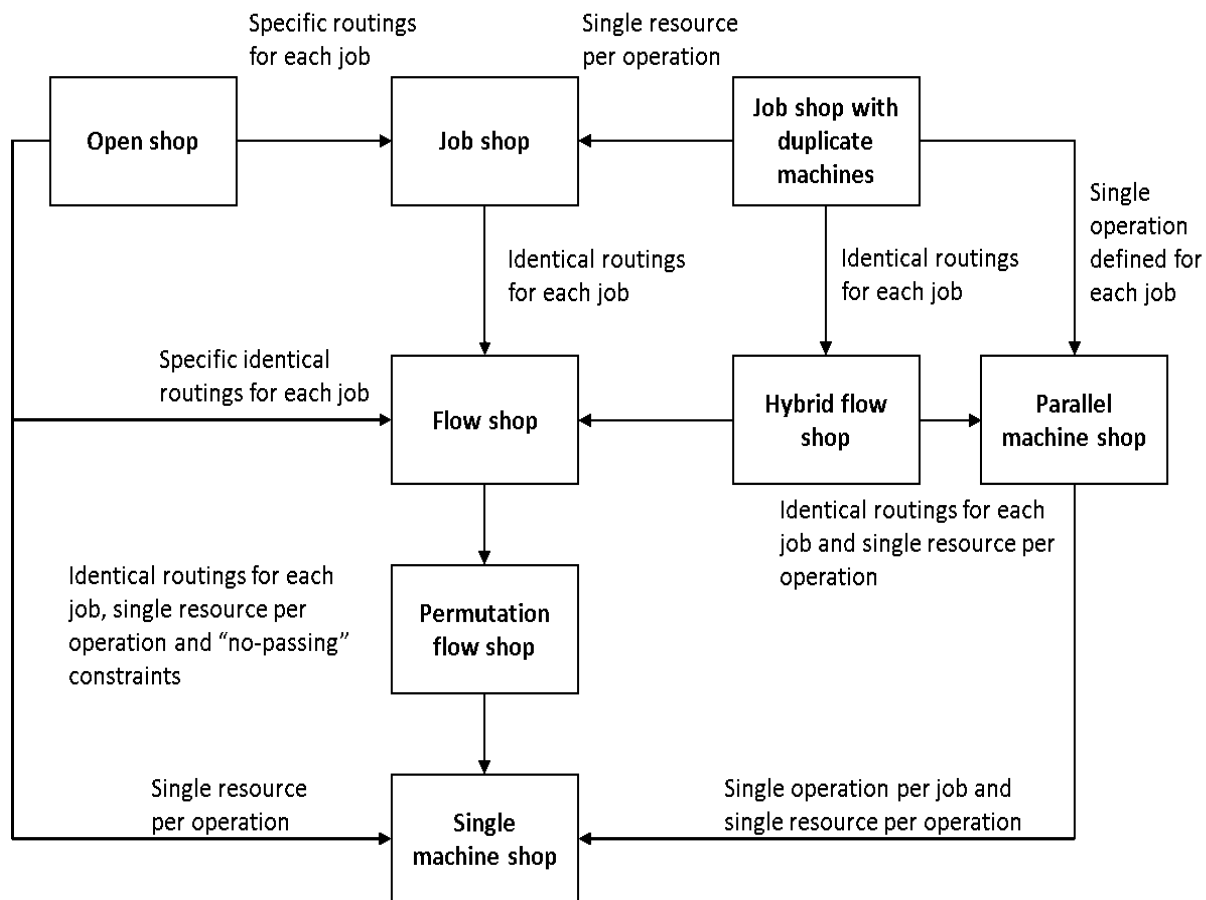 Specific routings
for each job
Single resource
per operation
Open shop
Job shop
Job shop with
duplicate
machines
Single
operation
defined for
each job
Identical routings
for each job
Identical routings
for each job
Specific identical
routings for each job
Flow shop
Hybrid flow
shop
Parallel
machine shop
Identical routings for each
job and single resource per
operation
Identical routings for each
job, single resource per
operation and “no-passing”
constraints
Permutation
flow shop
Single resource
per operation
Single operation per job and
single resource per operation
Single
machine shop